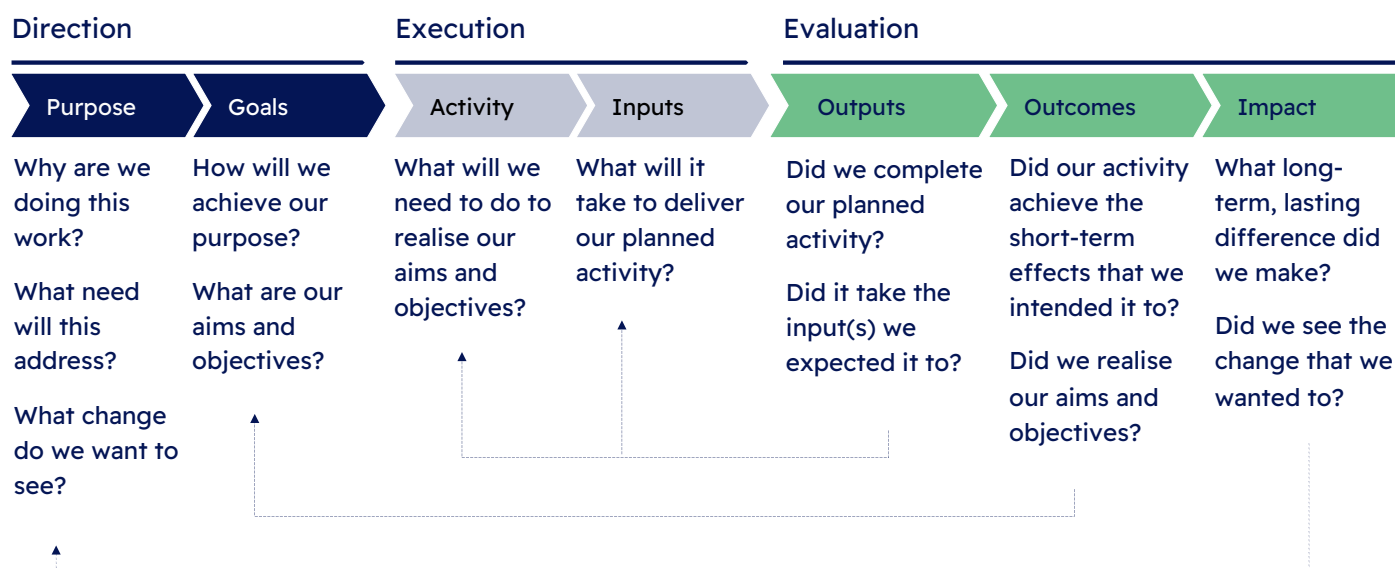 Direction
Execution
Evaluation
Purpose
Goals
Activity
Inputs
Outputs
Outcomes
Impact
Why are we
doing this
work?
What need
will this
address?
What change
do we want to
see?
How will we
achieve our
purpose?
What are our
aims and
objectives?
What will we
need to do to
realise our
aims and
objectives?
What will it
take to deliver
our planned
activity?
Did we complete
our planned
activity?
Did it take the
input(s) we
expected it to?
Did our activity
achieve the
short-term
effects that we
intended it to?
Did we realise
our aims and
objectives?
What long-
term, lasting
difference did
we make?
Did we see the
change that we
wanted to?